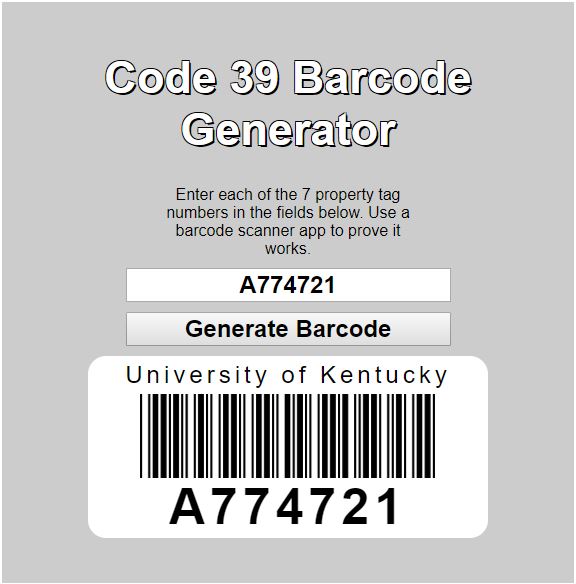 Code 39 Barcode
Generator
Enter each of the 7 property tag
numbers in the fields below. Use a
barcode scanner app to prove it
works.
A774721
Generate Barcode
University of Kentucky
A774721